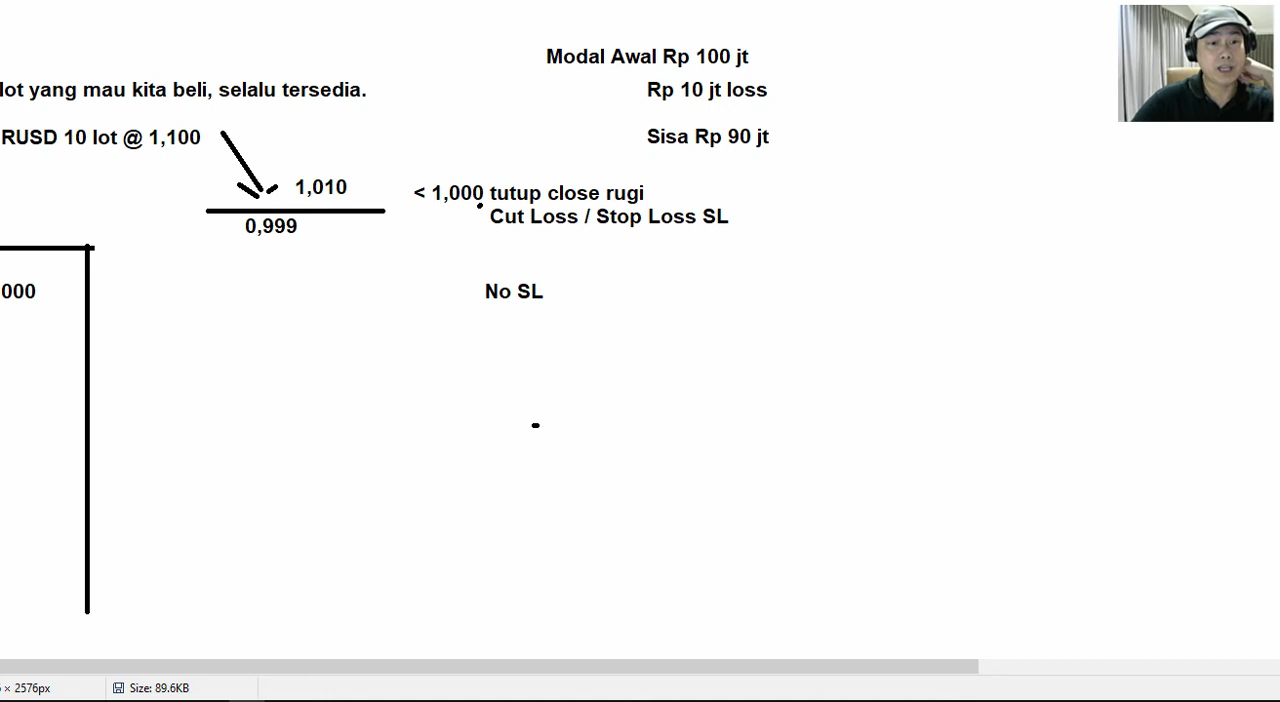 Modal Awal Rp 100 jt
lot yang mau kita beli, selalu tersedia.
Rp 10 jt loss
RUSD 10 lot @ 1,100
Sisa Rp 90 jt
1,010
< 1,000 tutup close rugi
Cut Loss / Stop Loss SL
0,999
000
No SL
× 2576px
Size: 89.6KB